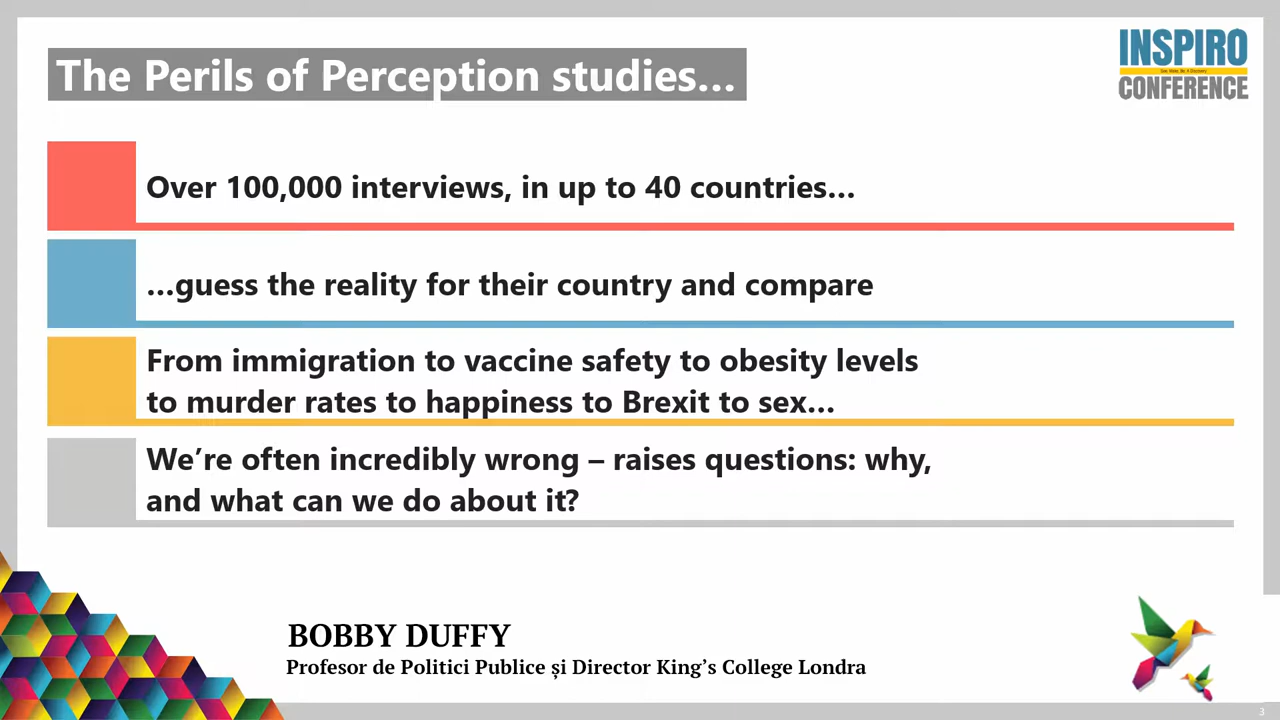 The Perils of Perception studies...
INSPIRO
CONFERENCE
Over 100,000 interviews, in up to 40 countries...
...guess the reality for their country and compare
From immigration to vaccine safety to obesity levels
to murder rates to happiness to Brexit to sex...
We're often incredibly wrong – raises questions: why,
and what can we do about it?
BOBBY DUFFY
Profesor de Politici Publice și Director King's College Londra
3